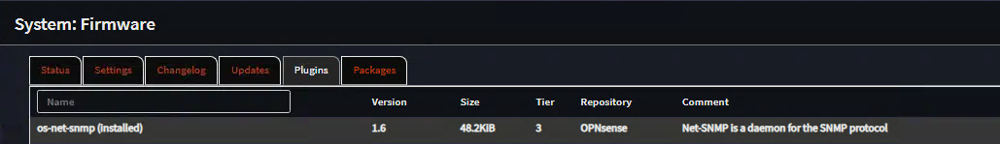 System: Firmware
Status Settings Changelog Updates Plugins Packages
Name Version Size Tier Repository Comment
os-net-snmp (installed) 1.6 48.2KiB 3 OPNsense Net-SNMP is a daemon for the SNMP protocol